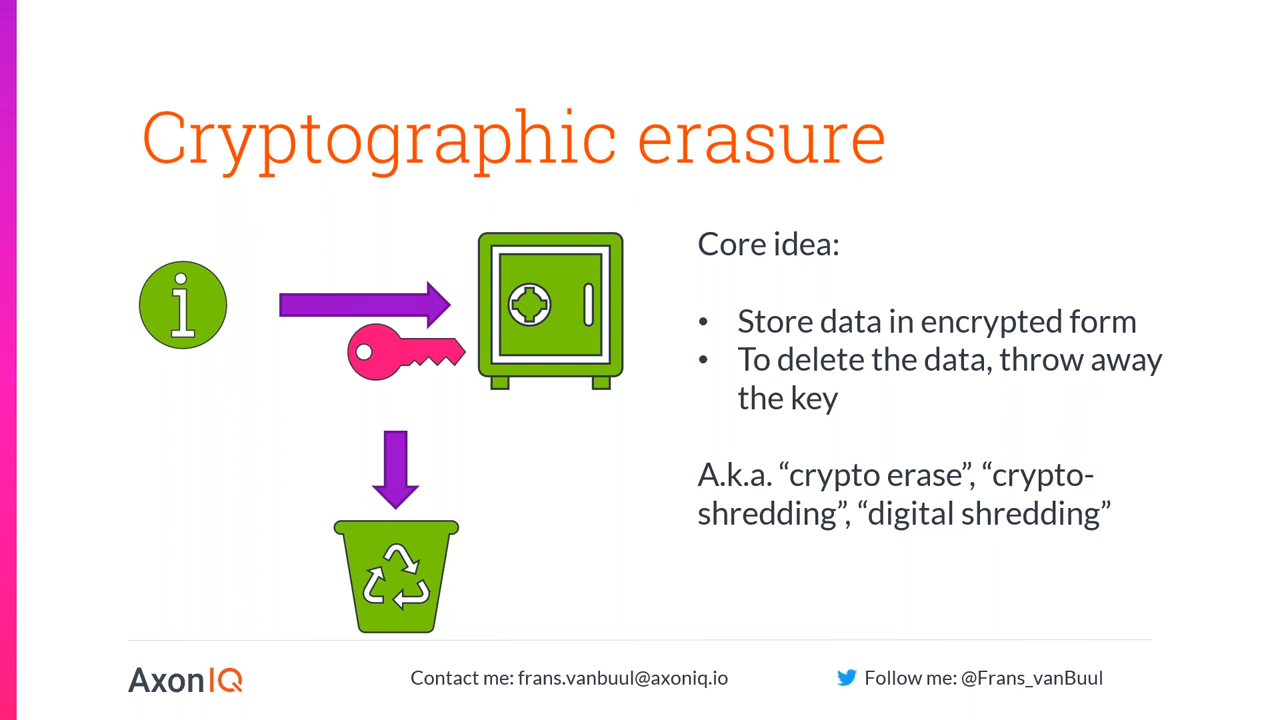 Cryptographic erasure
Core idea:
• Store data in encrypted form
• To delete the data, throw away
the key
A.k.a. “crypto erase”, “crypto-
shredding”, “digital shredding”
AxonIQ
Contact me: frans.vanbuul@axoniq.io
Follow me: @Frans_vanBuul